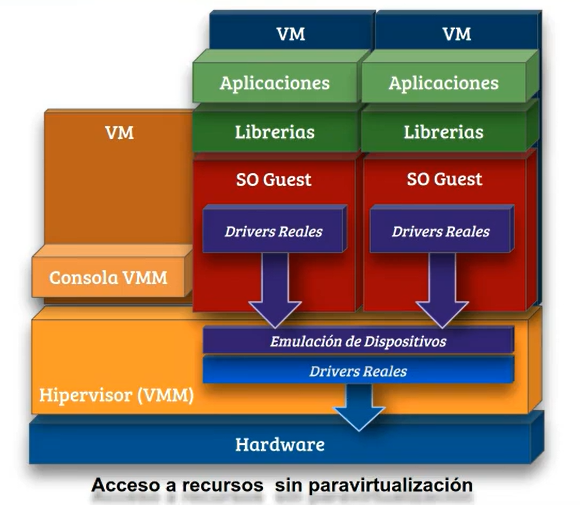 VM
VM
Aplicaciones
Aplicaciones
VM
Librerias
Librerias
SO Guest
SO Guest
Drivers Reales
Drivers Reales
Consola VMM
Emulación de Dispositivos
Drivers Reales
Hipervisor (VMM)
Hardware
Acceso a recursos sin paravirtualización